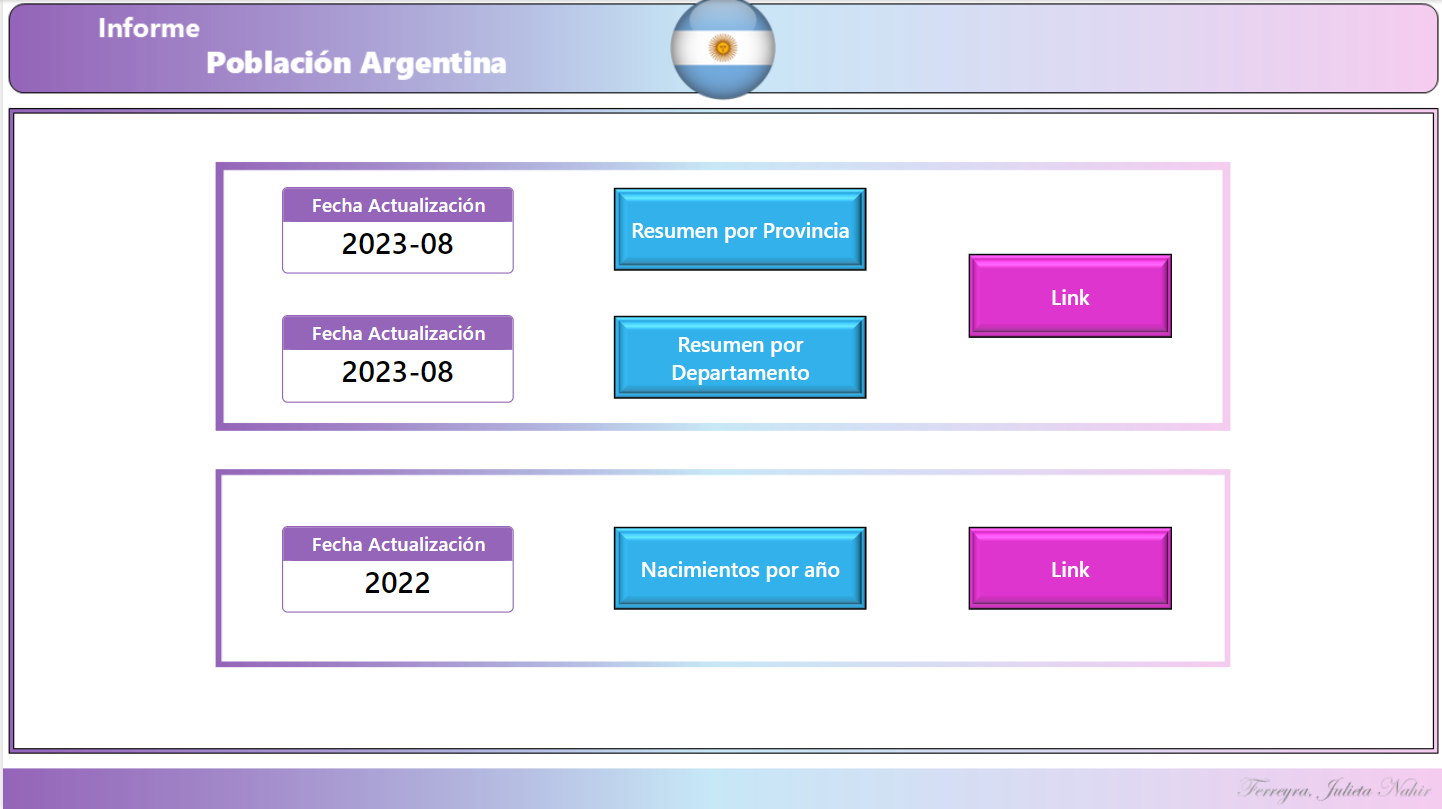 Informe
Población Argentina
Fecha Actualización
2023-08
Resumen por Provincia
Link
Fecha Actualización
2023-08
Resumen por
Departamento
Fecha Actualización
2022
Nacimientos por año
Link
Ferreyra, Julieta Nahir